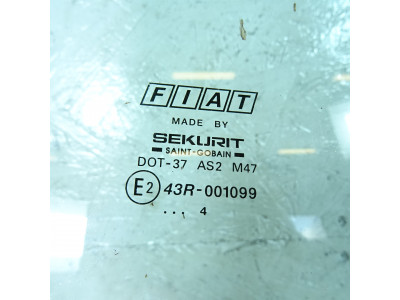 FIAT
MADE BY
SEKURIT
SAINT-GOBAIN
DOT-37 AS2 M47
E2 43R-001099
... 4